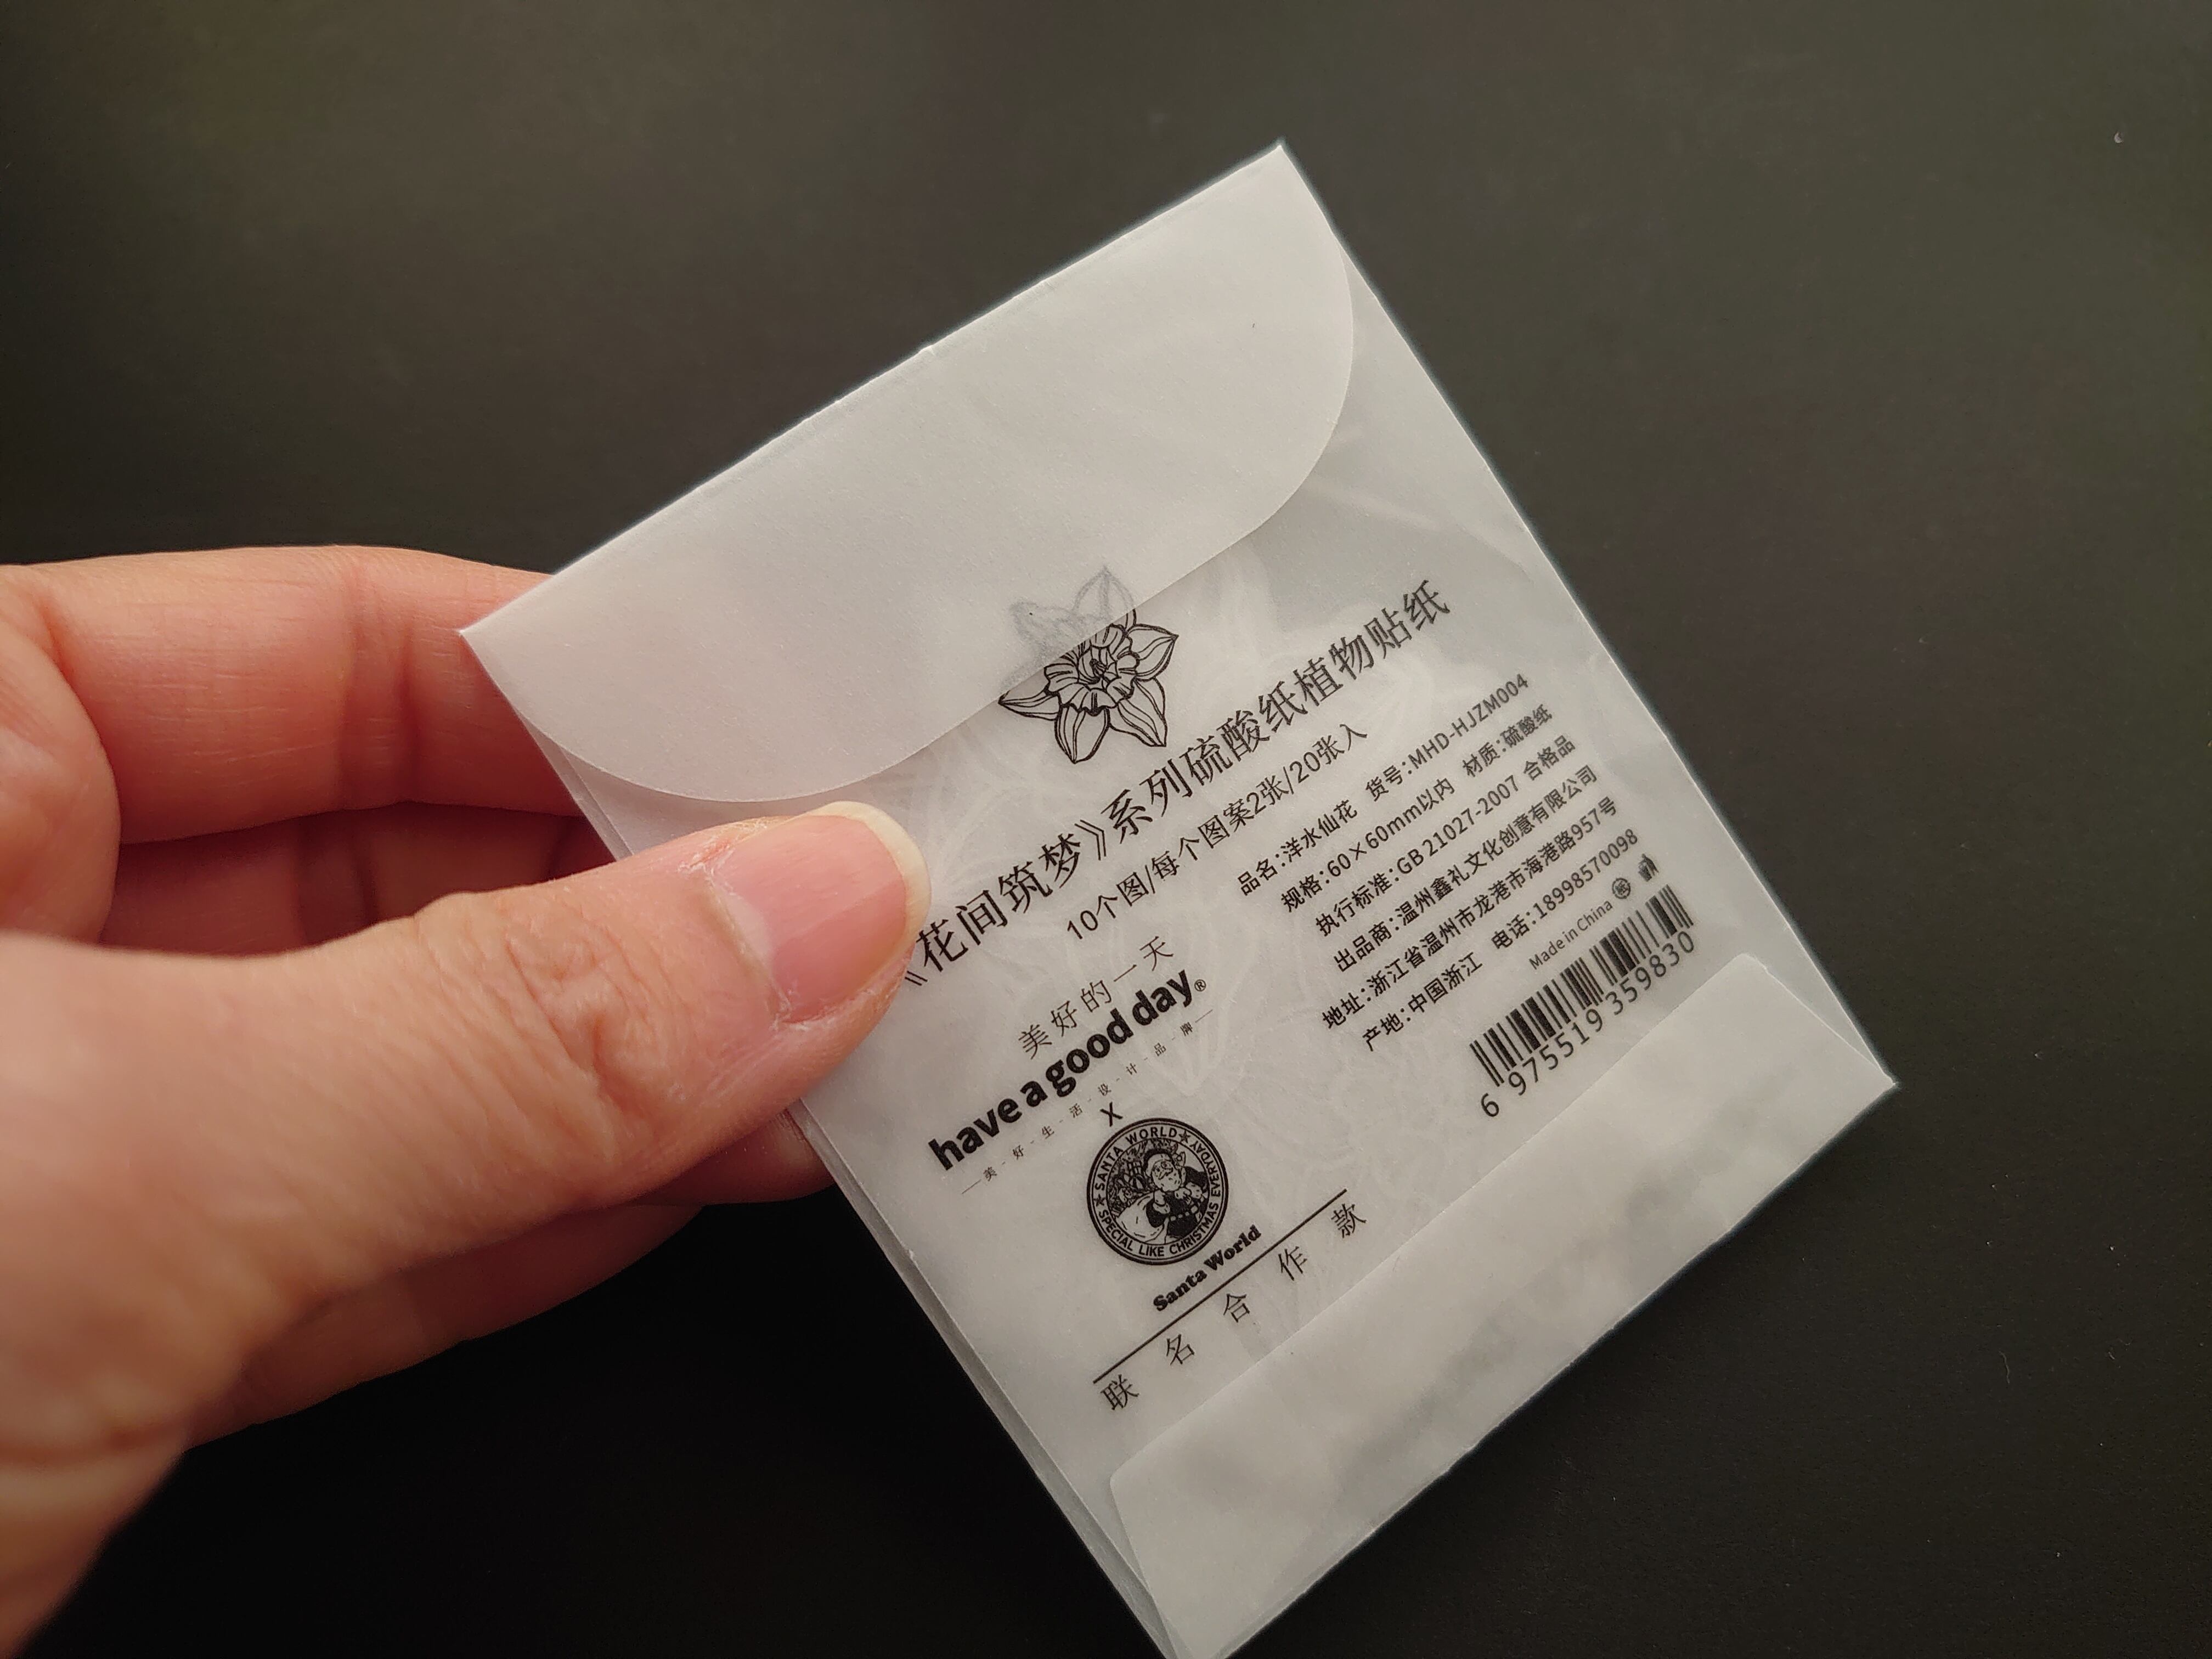 《花间筑梦》系列硫酸纸植物贴纸
10个图/每个图案2张/20张入
美好的一天
have a good day®
美-好-生-活-设-计-品-牌
X
SANTA WORLD
SPECIAL LIKE CHRISTMAS EVERYDAY
Santa World
联名合作款
品名:洋水仙花 货号:MHD-HJZM004
规格:60×60mm以内 材质:硫酸纸
执行标准:GB 21027-2007 合格品
出品商:温州鑫礼文化创意有限公司
地址:浙江省温州市龙港市海港路957号
产地:中国浙江 电话:18998570098
Made in China
6 975519 359830